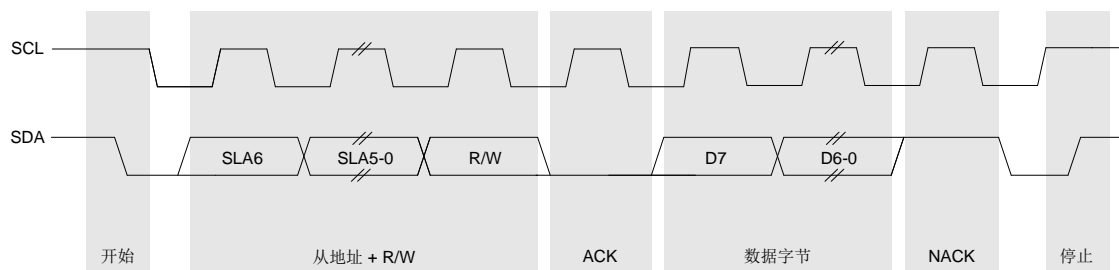 SCL
SDA
SLA6
SLA5-0
R/W
D7
D6-0
开始
从地址 + R/W
ACK
数据字节
NACK
停止